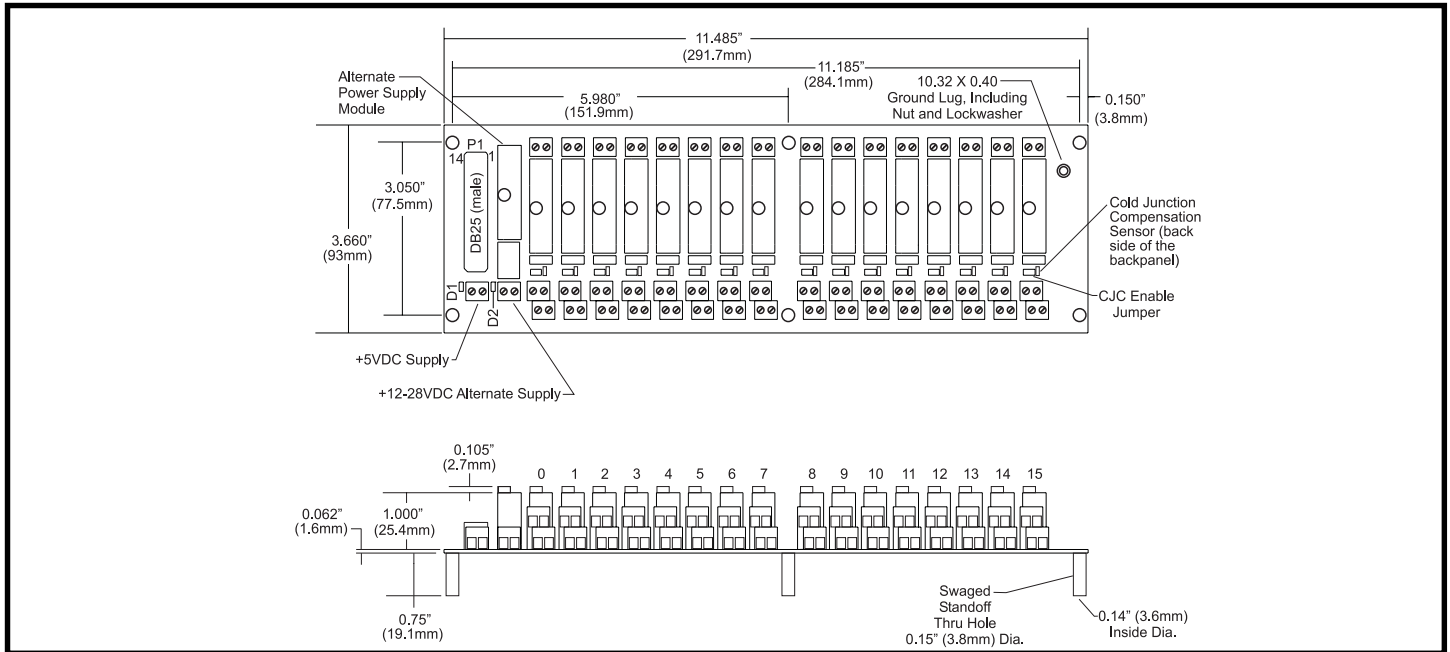 11.485"
(291.7mm)
11.185"
(284.1mm)
Alternate
Power Supply
Module
5.980"
(151.9mm)
10.32 X 0.40
Ground Lug, Including
Nut and Lockwasher
0.150"
(3.8mm)
P1
14
1
DB25 (male)
3.050"
(77.5mm)
3.660"
(93mm)
Cold Junction
Compensation
Sensor (back
side of the
backpanel)
D1
D2
CJC Enable
Jumper
+5VDC Supply
+12-28VDC Alternate Supply
0.105"
(2.7mm)
0 1 2 3 4 5 6 7 8 9 10 11 12 13 14 15
0.062"
(1.6mm)
1.000"
(25.4mm)
0.75"
(19.1mm)
Swaged
Standoff
Thru Hole
0.15" (3.8mm) Dia.
0.14" (3.6mm)
Inside Dia.